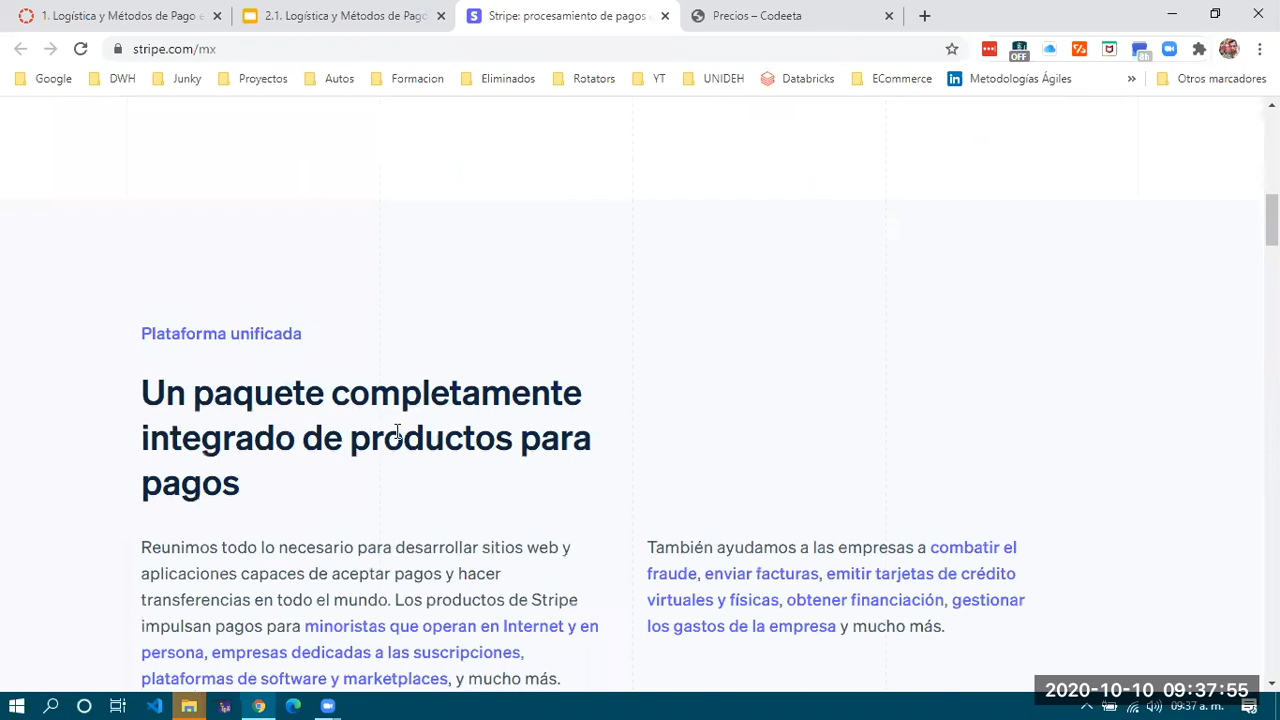 1. Logística y Métodos de Pago e
2.1. Logística y Métodos de Pago
Stripe: procesamiento de pagos
Precios – Codeeta
stripe.com/mx
OFF
8h
Google
DWH
Junky
Proyectos
Autos
Formacion
Eliminados
Rotators
YT
UNIDEH
Databricks
ECommerce
Metodologías Ágiles
»
Otros marcadores
Plataforma unificada
Un paquete completamente
integrado de productos para
pagos
Reunimos todo lo necesario para desarrollar sitios web y
aplicaciones capaces de aceptar pagos y hacer
transferencias en todo el mundo. Los productos de Stripe
impulsan pagos para minoristas que operan en Internet y en
persona, empresas dedicadas a las suscripciones,
plataformas de software y marketplaces, y mucho más.
También ayudamos a las empresas a combatir el
fraude, enviar facturas, emitir tarjetas de crédito
virtuales y físicas, obtener financiación, gestionar
los gastos de la empresa y mucho más.
2020-10-10 09:37:55
09:37 a. m.